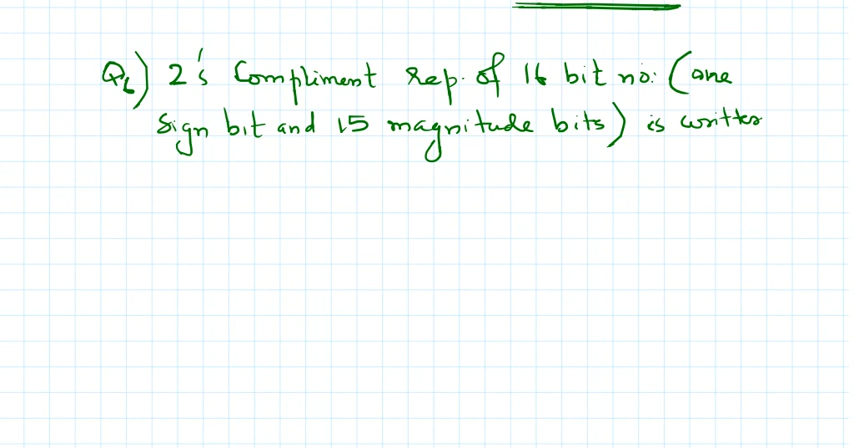 Q6) 2's Compliment Rep. of 16 bit no: (one
sign bit and 15 magnitude bits) is written